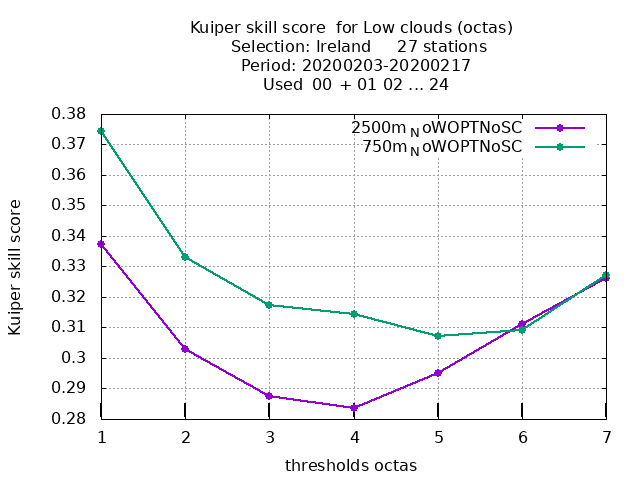 Kuiper skill score  for Low clouds (octas)
Selection: Ireland     27 stations
Period: 20200203-20200217
Used  00 + 01 02 ... 24
2500m_NoWOPTNoSC
750m_NoWOPTNoSC
Kuiper skill score
0.38
0.37
0.36
0.35
0.34
0.33
0.32
0.31
0.3
0.29
0.28
1 2 3 4 5 6 7
thresholds octas